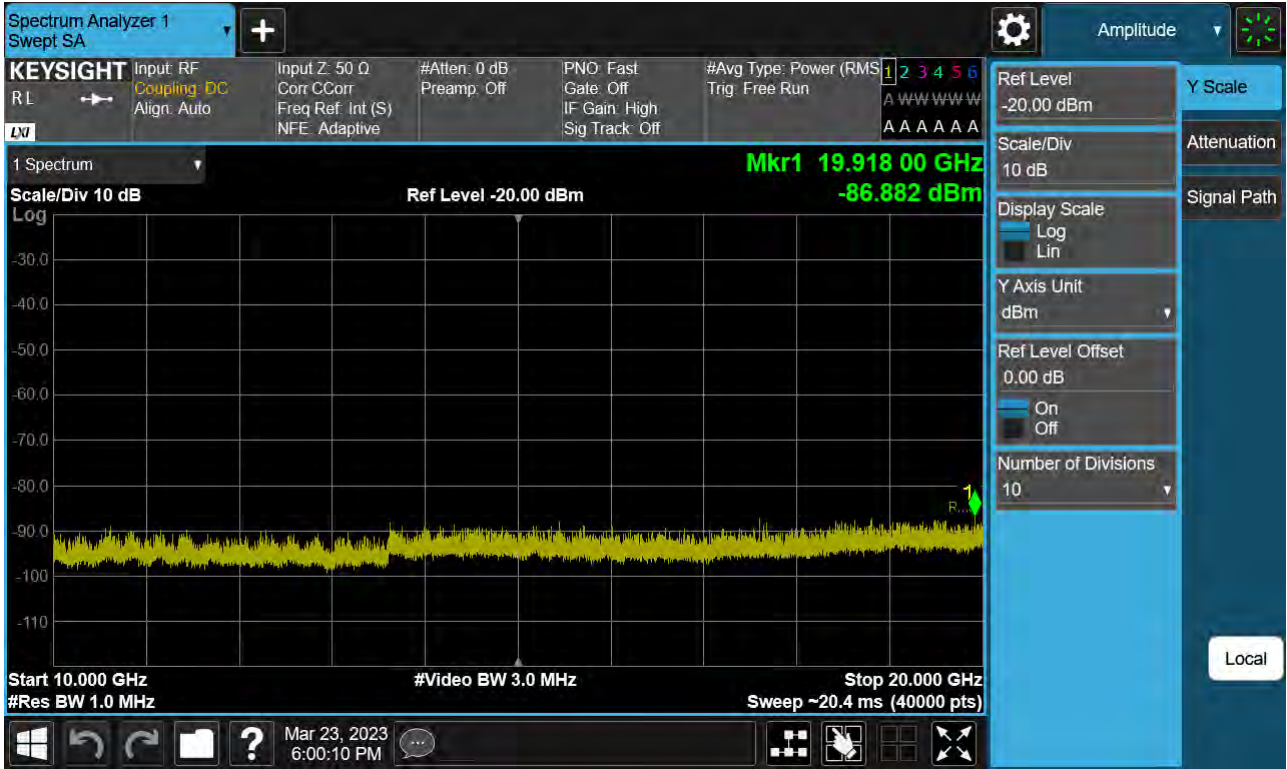 Spectrum Analyzer 1
Swept SA
Amplitude
KEYSIGHT
R L
LXI
Input: RF
Coupling: DC
Align: Auto
Input Z: 50 Ω
Corr CCorr
Freq Ref: Int (S)
NFE: Adaptive
#Atten: 0 dB
Preamp: Off
PNO: Fast
Gate: Off
IF Gain: High
Sig Track: Off
#Avg Type: Power (RMS
Trig: Free Run
1 2 3 4 5 6
A W W W W W
A A A A A A
1 Spectrum
Mkr1 19.918 00 GHz
Scale/Div 10 dB
Ref Level -20.00 dBm
-86.882 dBm
Log
-30.0
-40.0
-50.0
-60.0
-70.0
-80.0
-90.0
-100
-110
1
R...
Start 10.000 GHz
#Video BW 3.0 MHz
Stop 20.000 GHz
#Res BW 1.0 MHz
Sweep ~20.4 ms (40000 pts)
Ref Level
-20.00 dBm
Scale/Div
10 dB
Display Scale
Log
Lin
Y Axis Unit
dBm
Ref Level Offset
0.00 dB
On
Off
Number of Divisions
10
Y Scale
Attenuation
Signal Path
Local
?
Mar 23, 2023
6:00:10 PM